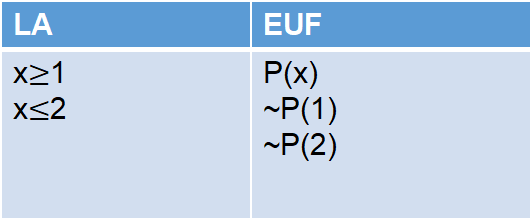 LA EUF
x≥1 P(x)
x≤2 ~P(1)
~P(2)